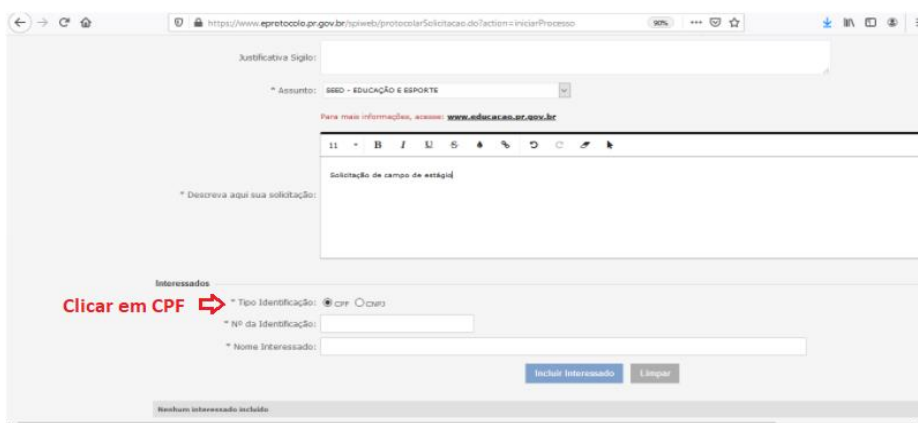 https://www.eprotocolo.pr.gov.br/spiweb/protocolarSolicitacao.do?action=iniciarProcesso 90%
Justificativa Sigilo:
* Assunto: SEED - EDUCAÇÃO E ESPORTE
Para mais informações, acesse: www.educacao.pr.gov.br
11 B I U S
Solicitação de campo de estágio
* Descreva aqui sua solicitação:
Interessados
Clicar em CPF * Tipo Identificação: CPF CNPJ
* Nº da Identificação:
* Nome Interessado:
Incluir Interessado Limpar
Nenhum interessado incluído